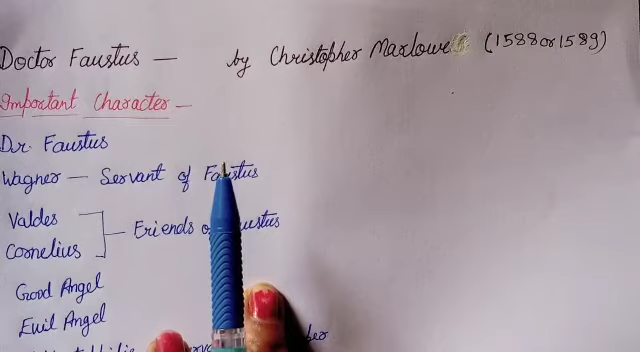 Doctor Faustus — by Christopher Marlowe (1588 or 1589)
Important Character —
Dr. Faustus
Wagner — Servant of Faustus
Valdes
Cornelius
Friends of Faustus
Good Angel
Evil Angel